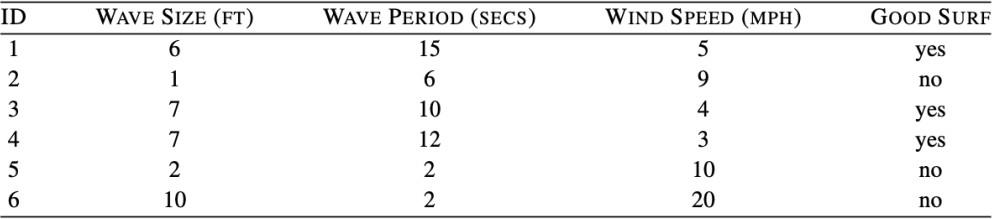 ID WAVE SIZE (FT) WAVE PERIOD (SECS) WIND SPEED (MPH) GOOD SURF
1 6 15 5 yes
2 1 6 9 no
3 7 10 4 yes
4 7 12 3 yes
5 2 2 10 no
6 10 2 20 no